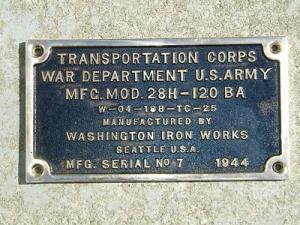 TRANSPORTATION CORPS
WAR DEPARTMENT U.S. ARMY
MFG. MOD. 28H-120 BA
W-04-198-TC-25
MANUFACTURED BY
WASHINGTON IRON WORKS
SEATTLE U.S.A.
MFG. SERIAL No 7 1944